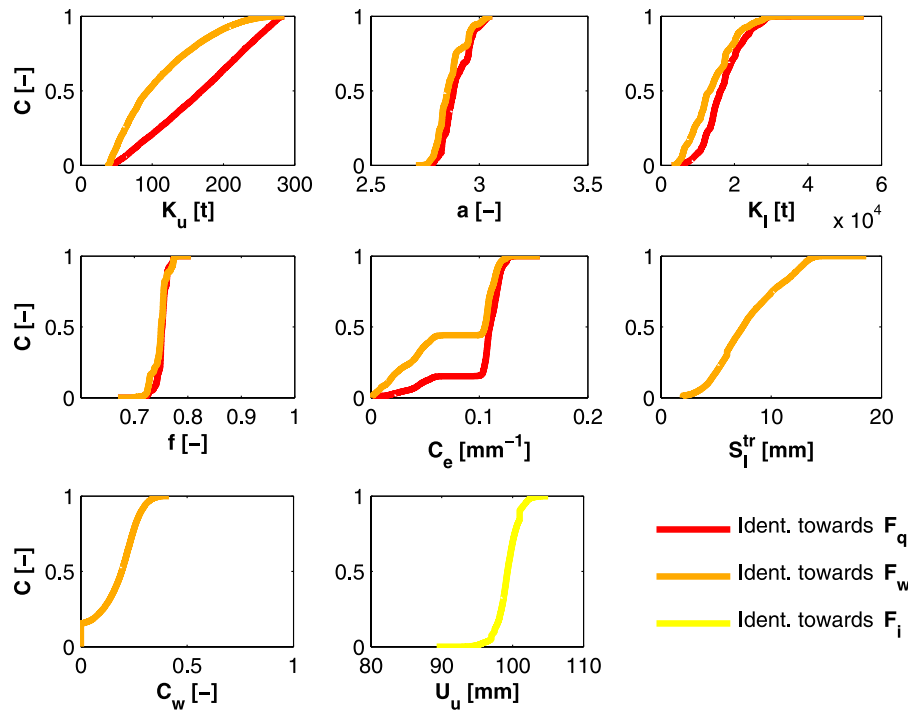 1
0.5
0
C [–]
0 100 200 300
K_u [t]
1
0.5
0
2.5 3 3.5
a [–]
1
0.5
0
0 2 4 6
x 10^4
K_l [t]
1
0.5
0
C [–]
0.7 0.8 0.9 1
f [–]
1
0.5
0
0 0.1 0.2
C_e [mm^−1]
1
0.5
0
0 10 20
S_l^tr [mm]
1
0.5
0
C [–]
0 0.5 1
C_w [–]
1
0.5
0
80 90 100 110
U_u [mm]
Ident. towards F_q
Ident. towards F_w
Ident. towards F_i